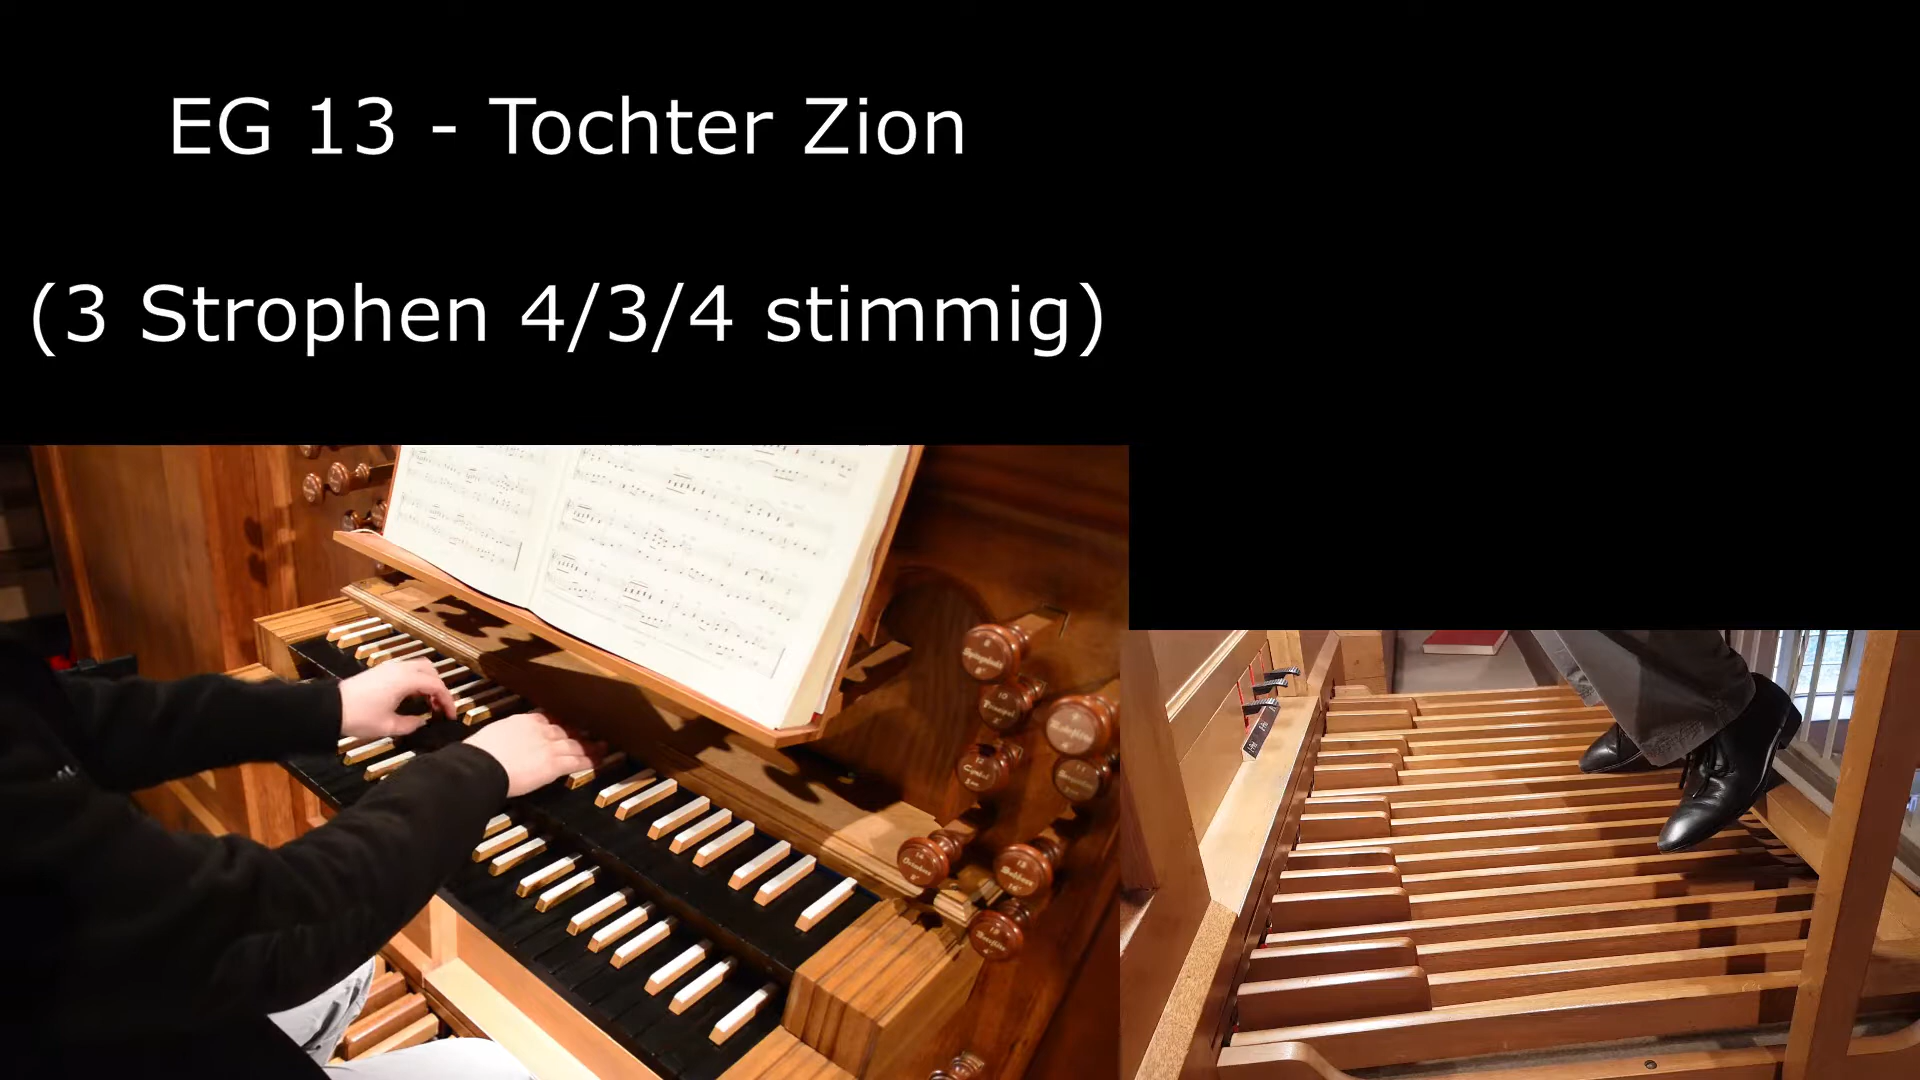 EG 13 - Tochter Zion
(3 Strophen 4/3/4 stimmig)